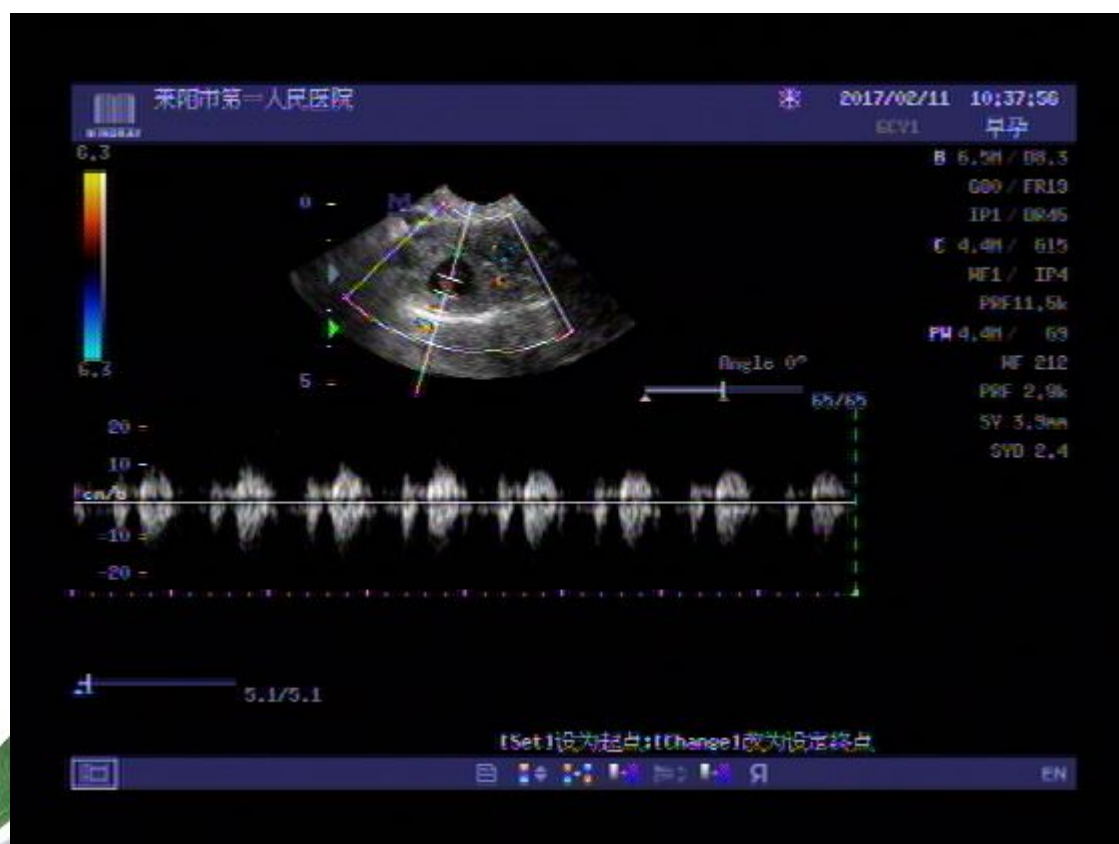 莱阳市第一人民医院
2017/02/11 10:37:56
MINDRAY
6CV1 早孕
6.3
B 6.5M / D8.3
G80 / FR19
0
IP1 / DR45
M
C 4.4M / G15
WF1 / IP4
PRF11.5k
PW 4.4M / G9
6.3
Angle 0°
WF 212
5
PRF 2.9k
65/65
SV 3.9mm
20
SVD 2.4
10
cm/s
-10
-20
5.1/5.1
[Set]设为起点;[Change]改为设定终点
EN